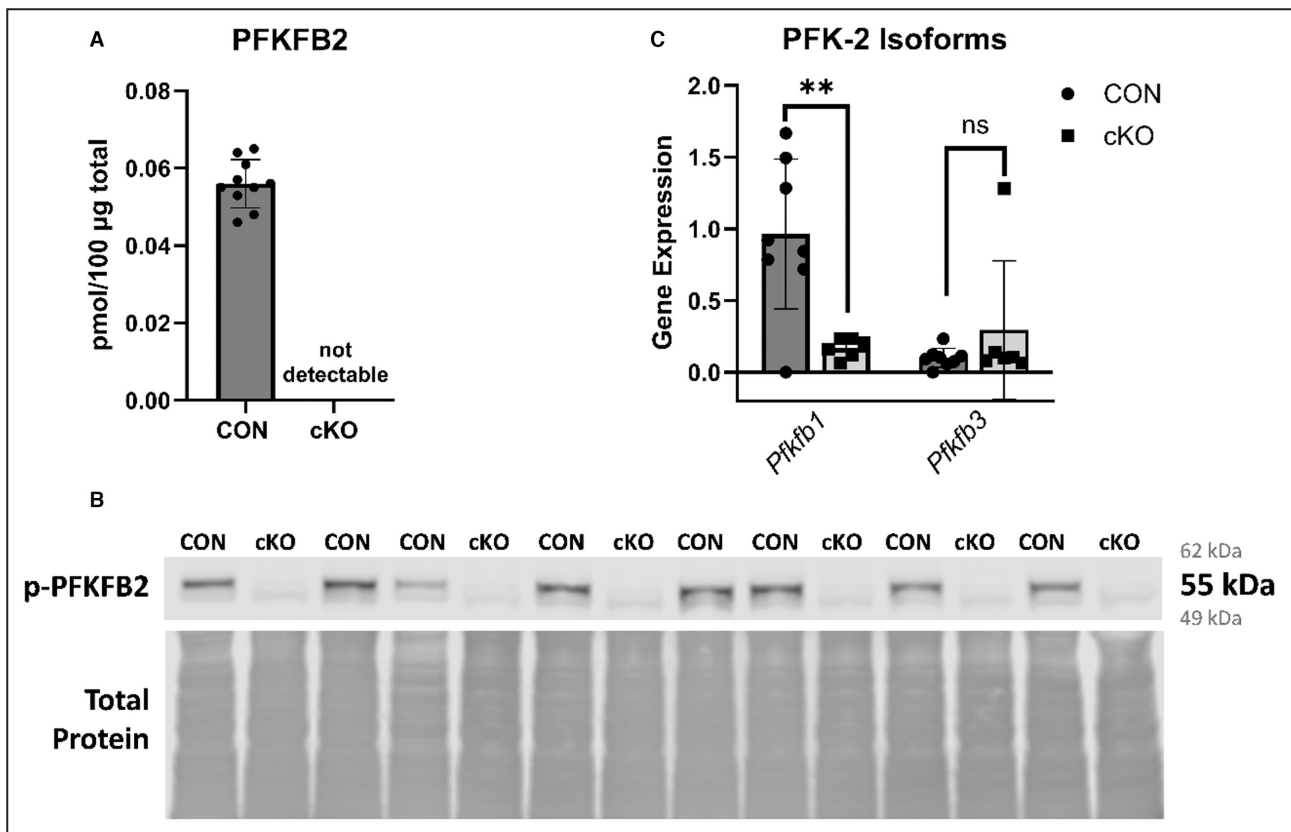 A
PFKFB2
pmol/100 µg total
0.08
0.06
0.04
0.02
0.00
not
detectable
CON cKO
C
PFK-2 Isoforms
Gene Expression
2.0
1.5
1.0
0.5
0.0
**
ns
CON
cKO
Pfkfb1
Pfkfb3
B
CON cKO CON CON cKO CON cKO CON CON cKO CON cKO CON cKO
p-PFKFB2
62 kDa
55 kDa
49 kDa
Total
Protein